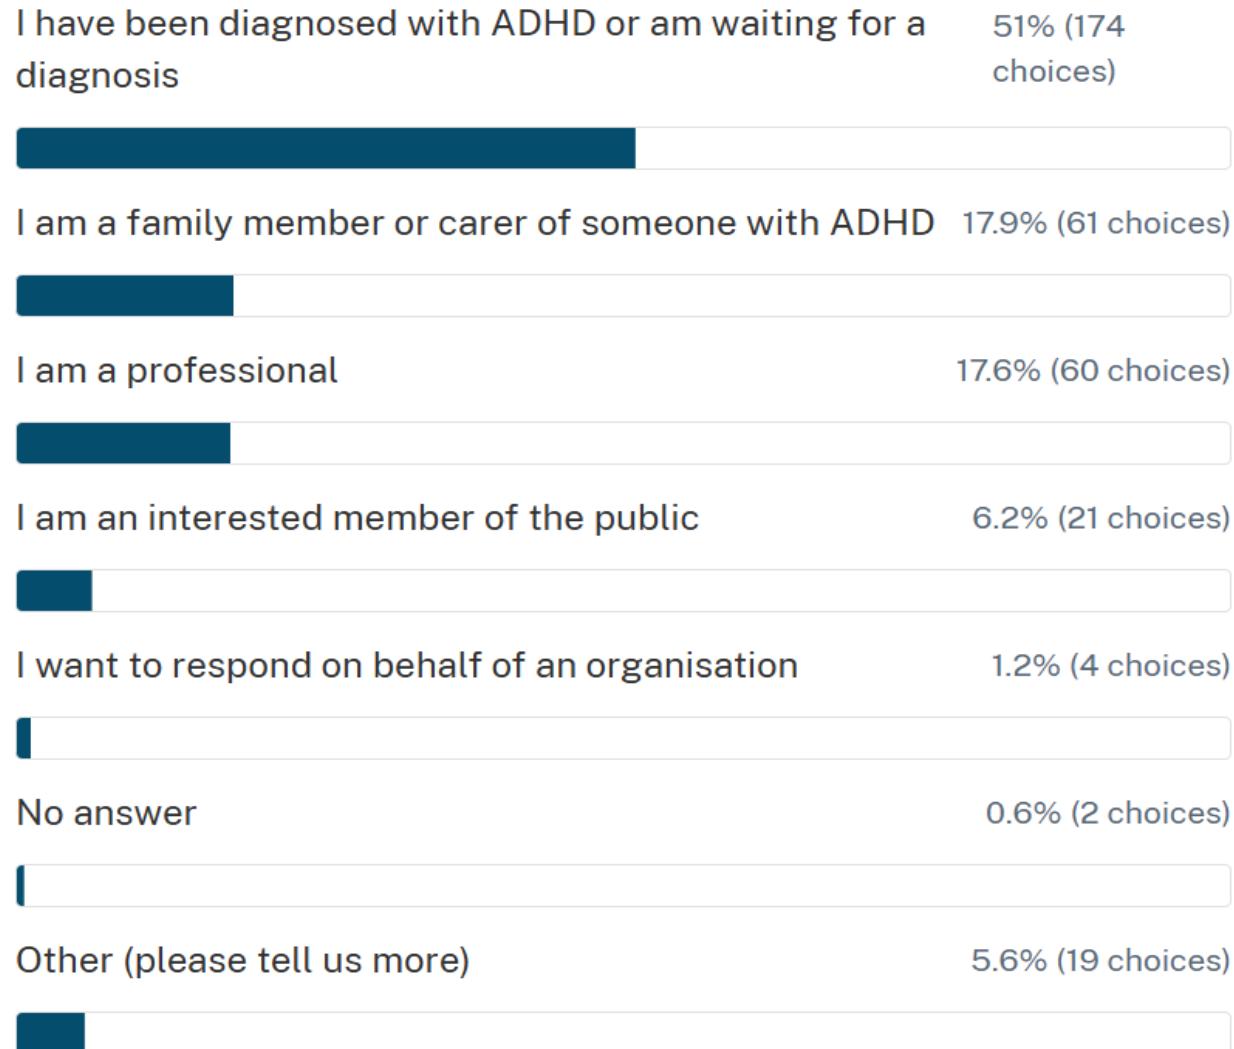 I have been diagnosed with ADHD or am waiting for a diagnosis
51% (174 choices)
I am a family member or carer of someone with ADHD 17.9% (61 choices)
I am a professional 17.6% (60 choices)
I am an interested member of the public 6.2% (21 choices)
I want to respond on behalf of an organisation 1.2% (4 choices)
No answer 0.6% (2 choices)
Other (please tell us more) 5.6% (19 choices)